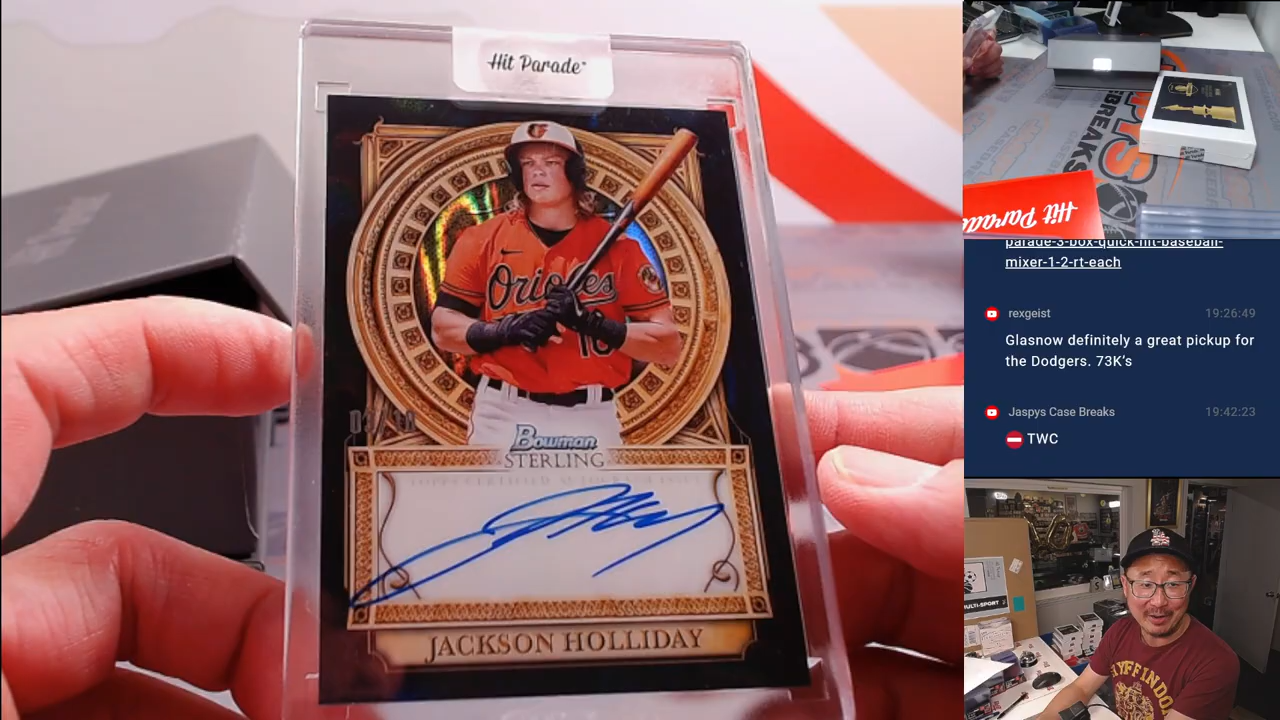 Hit Parade
Orioles
Bowman
STERLING
JACKSON HOLLIDAY
Hit Parade
parade-3-box-quick-hit-baseball-
mixer-1-2-rt-each
rexgeist 19:26:49
Glasnow definitely a great pickup for
the Dodgers. 73K's
Jaspys Case Breaks 19:42:23
TWC
MULTI-SPORT